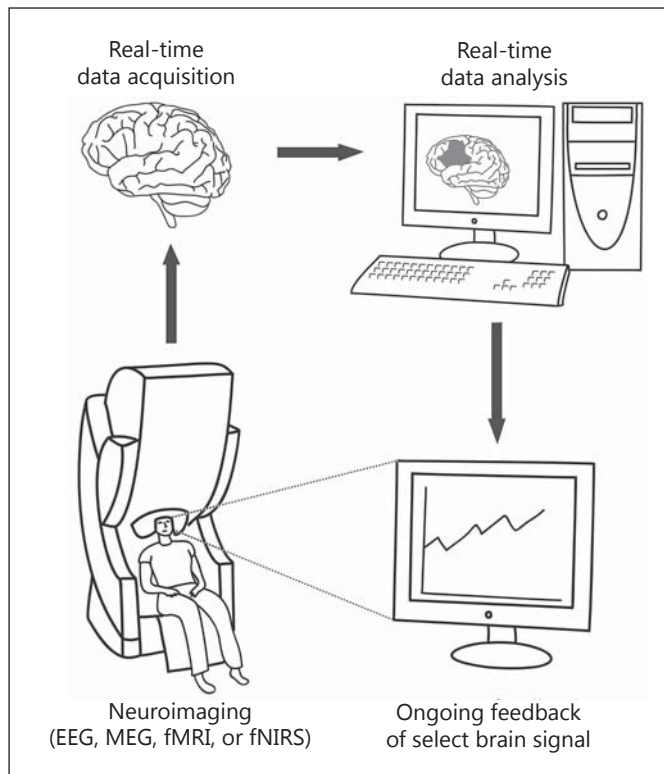 Real-time
data acquisition
Real-time
data analysis
Neuroimaging
(EEG, MEG, fMRI, or fNIRS)
Ongoing feedback
of select brain signal